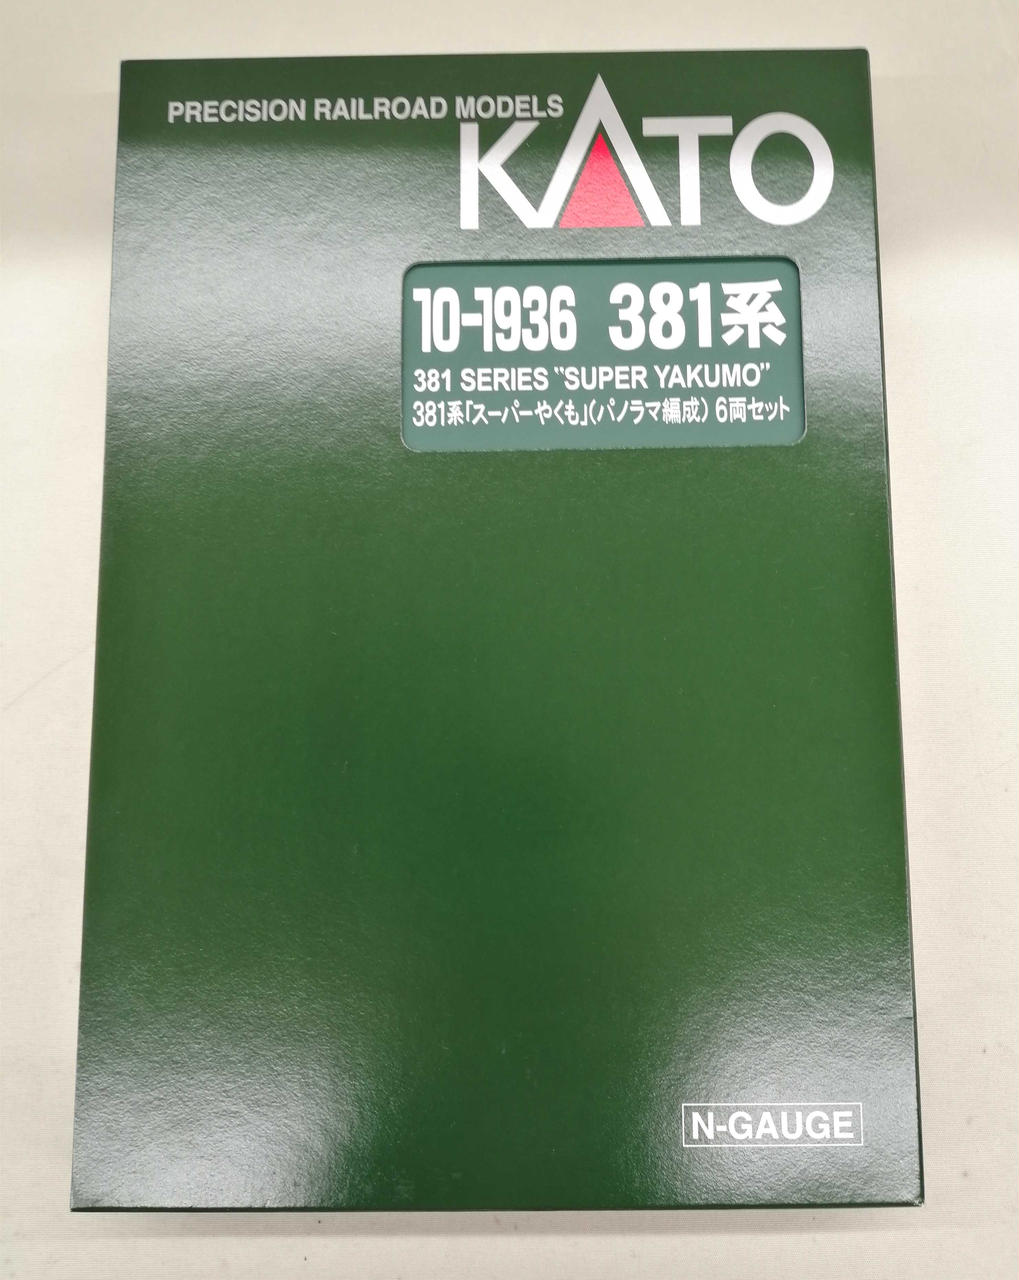 PRECISION RAILROAD MODELS
KATO
10-1936 381系
381 SERIES "SUPER YAKUMO"
381系「スーパーやくも」(パノラマ編成) 6両セット
N-GAUGE